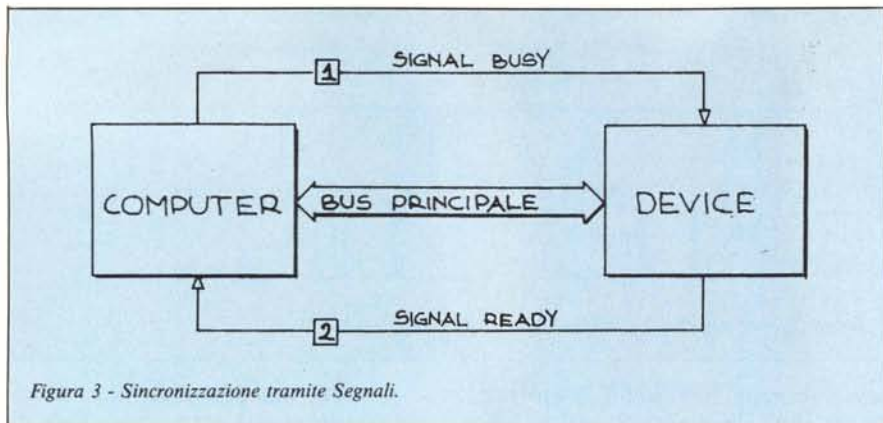 1 SIGNAL BUSY
COMPUTER
BUS PRINCIPALE
DEVICE
2 SIGNAL READY
Figura 3 - Sincronizzazione tramite Segnali.